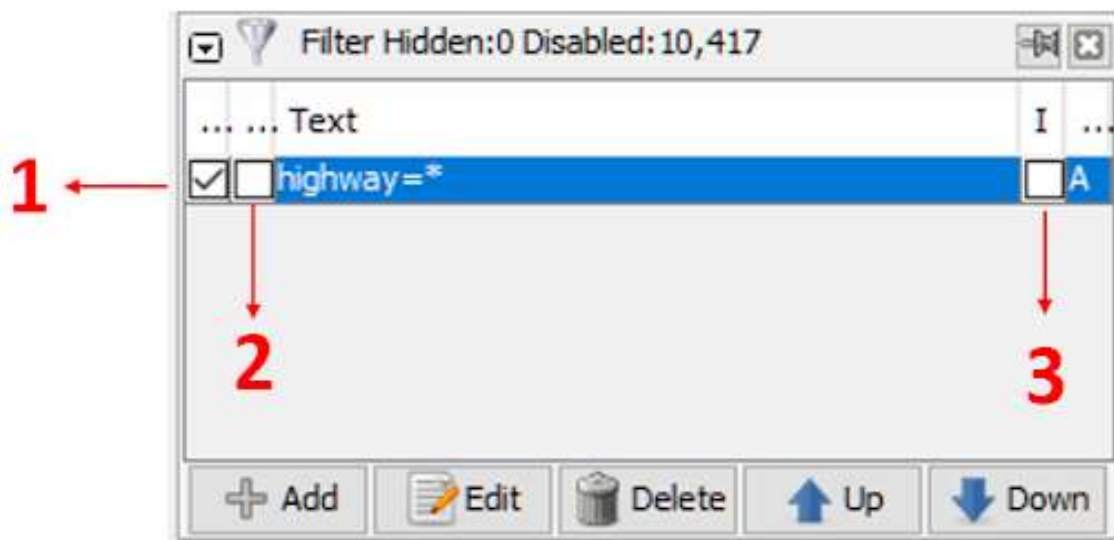 Filter Hidden:0 Disabled:10,417
... ... Text I ...
1 highway=* A
2 3
Add Edit Delete Up Down